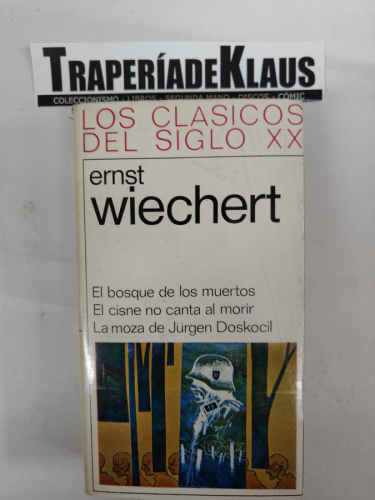 TRAPERÍADEKLAUS
COLECCIONISMO - LIBROS - SEGUNDA MANO - DISCOS - CÓMIC
LOS CLASICOS
DEL SIGLO XX
ernst
wiechert
El bosque de los muertos
El cisne no canta al morir
La moza de Jürgen Doskocil